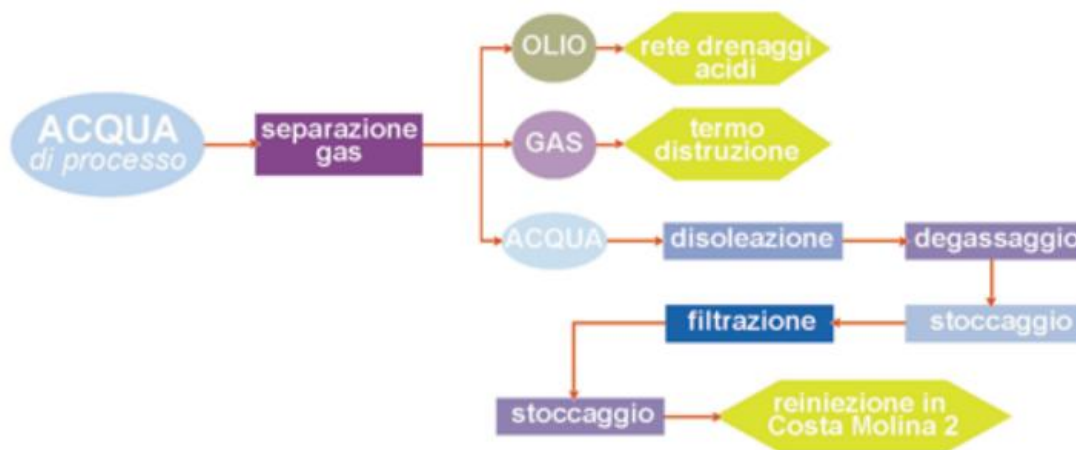 OLIO
rete drenaggi
acidi
ACQUA
di processo
separazione
gas
GAS
termo
distruzione
ACQUA
disoleazione
degassaggio
filtrazione
stoccaggio
stoccaggio
reiniezione in
Costa Molina 2